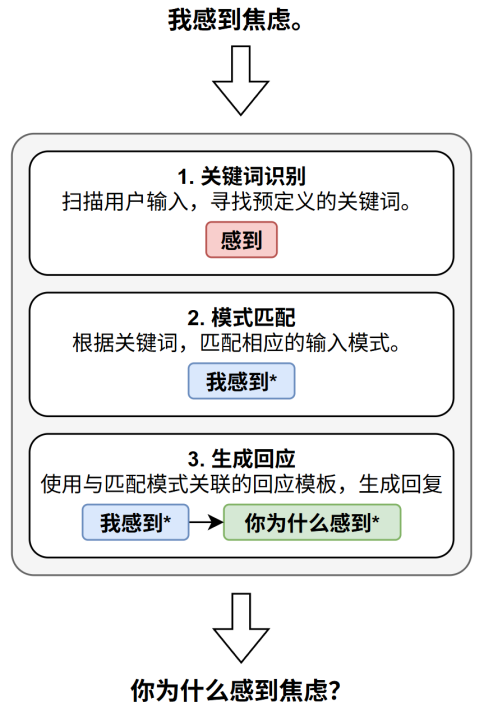 我感到焦虑。
1. 关键词识别
扫描用户输入，寻找预定义的关键词。
感到
2. 模式匹配
根据关键词，匹配相应的输入模式。
我感到*
3. 生成回应
使用与匹配模式关联的回应模板，生成回复
我感到*
你为什么感到*
你为什么感到焦虑？